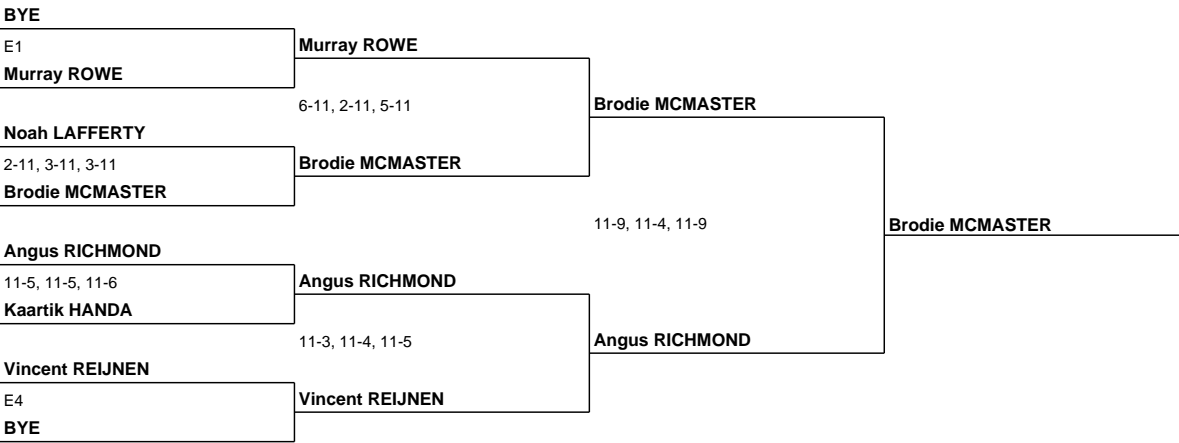 BYE
E1
Murray ROWE
Murray ROWE
6-11, 2-11, 5-11
Brodie MCMASTER
Noah LAFFERTY
2-11, 3-11, 3-11
Brodie MCMASTER
Brodie MCMASTER
11-9, 11-4, 11-9
Brodie MCMASTER
Angus RICHMOND
11-5, 11-5, 11-6
Angus RICHMOND
Kaartik HANDA
11-3, 11-4, 11-5
Angus RICHMOND
Vincent REIJNEN
E4
Vincent REIJNEN
BYE